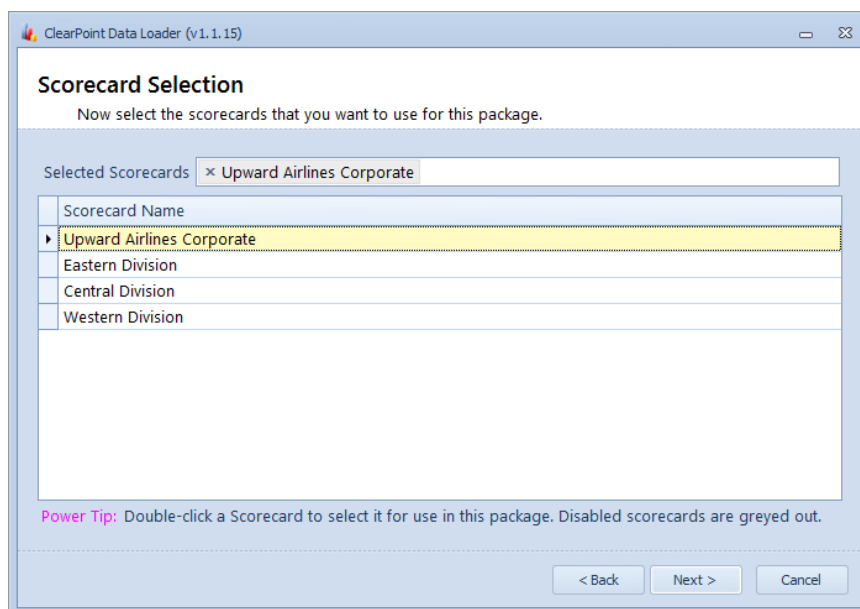 ClearPoint Data Loader (v1.1.15)
Scorecard Selection
Now select the scorecards that you want to use for this package.
Selected Scorecards × Upward Airlines Corporate
Scorecard Name
Upward Airlines Corporate
Eastern Division
Central Division
Western Division
Power Tip: Double-click a Scorecard to select it for use in this package. Disabled scorecards are greyed out.
< Back Next > Cancel